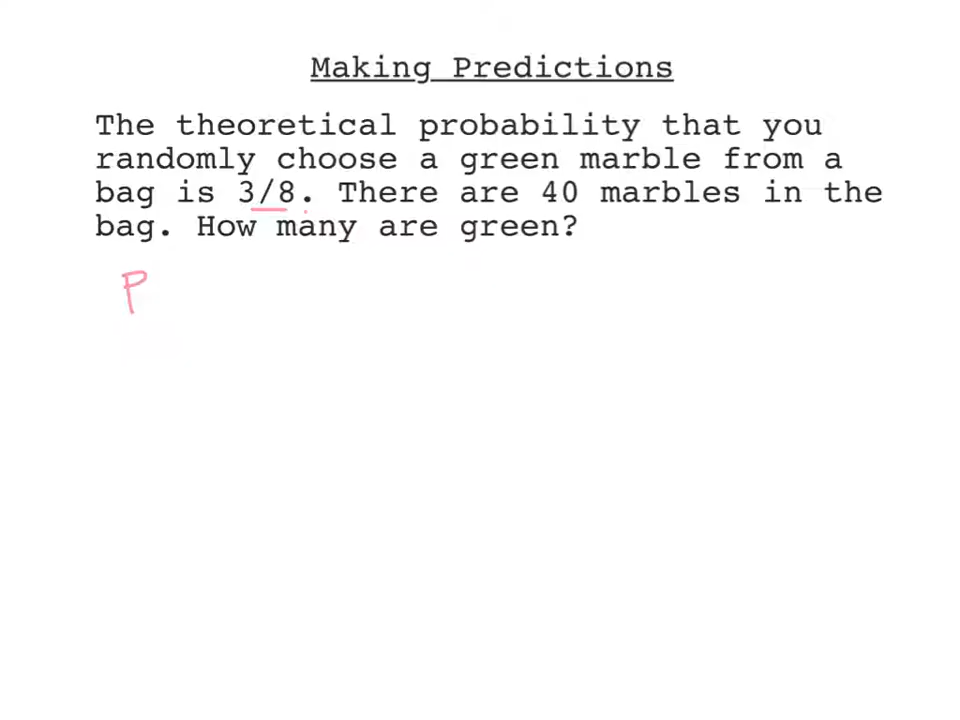 Making Predictions
The theoretical probability that you
randomly choose a green marble from a
bag is 3/8. There are 40 marbles in the
bag. How many are green?
P